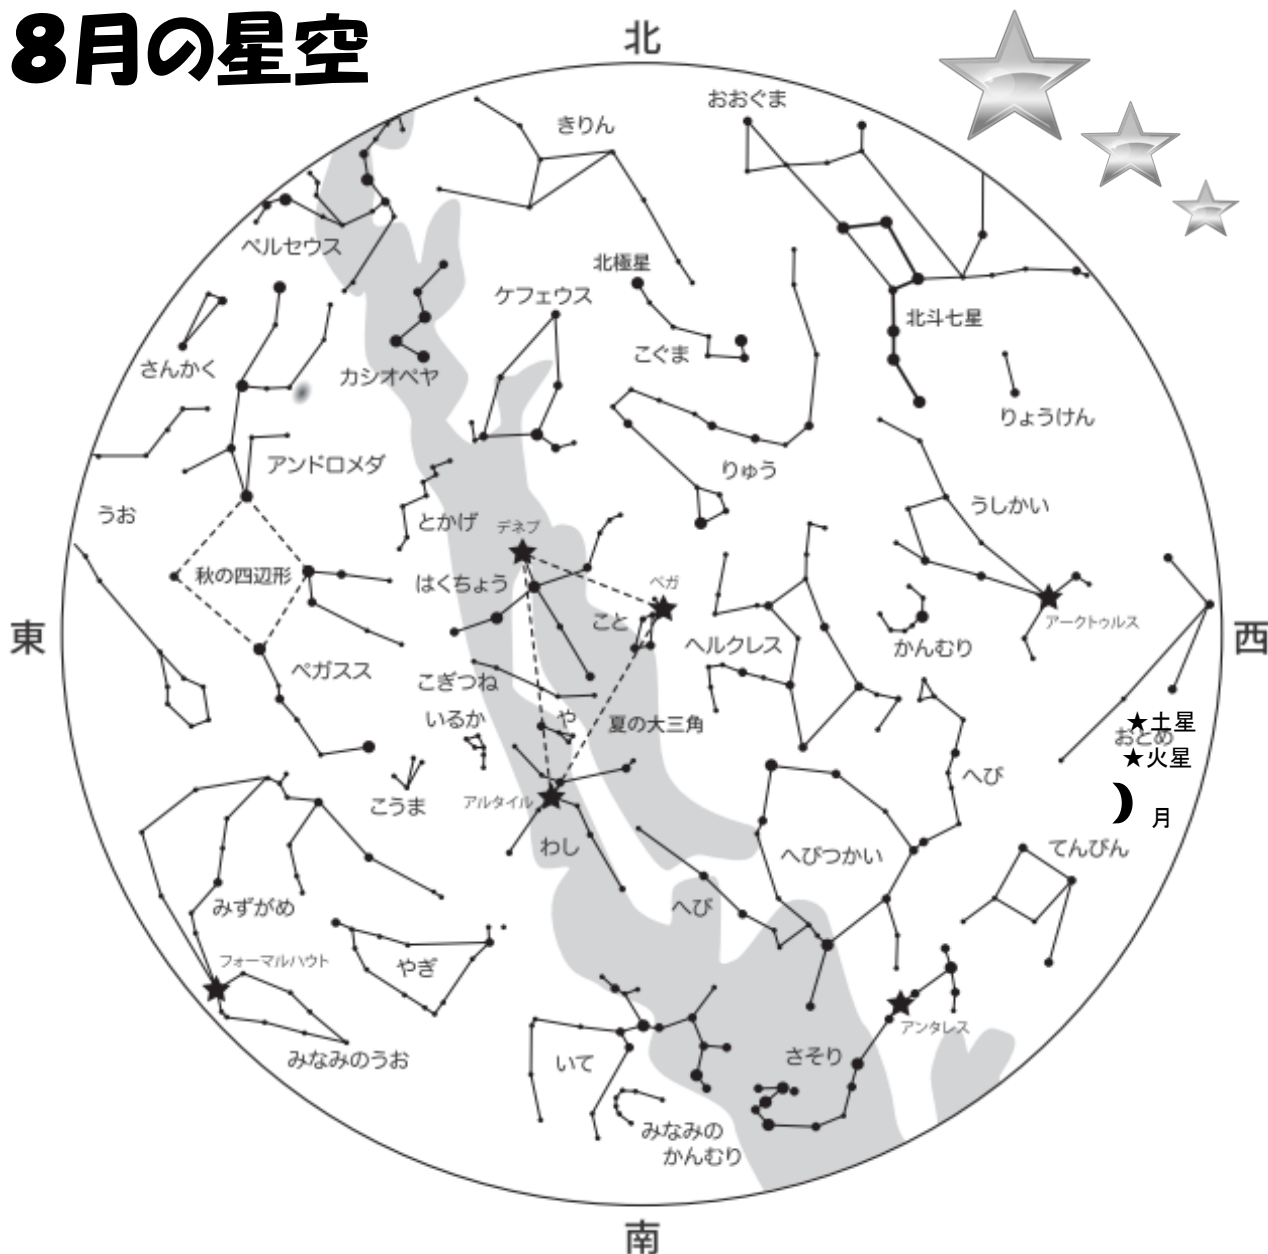 8月の星空
北
おおぐま
きりん
ペルセウス
北極星
ケフェウス
北斗七星
こぐま
さんかく
カシオペヤ
りょうけん
アンドロメダ
りゅう
うしかい
うお
とかげ
デネブ
秋の四辺形
はくちょう
ベガ
こと
アークトゥルス
東
西
ヘルクレス
かんむり
ペガスス
こぎつね
いるか
や
夏の大三角
★土星
おとめ
★火星
へび
こうま
アルタイル
月
わし
へびつかい
てんびん
みずがめ
へび
フォーマルハウト
やぎ
アンタレス
みなみのうお
いて
さそり
みなみの
かんむり
南